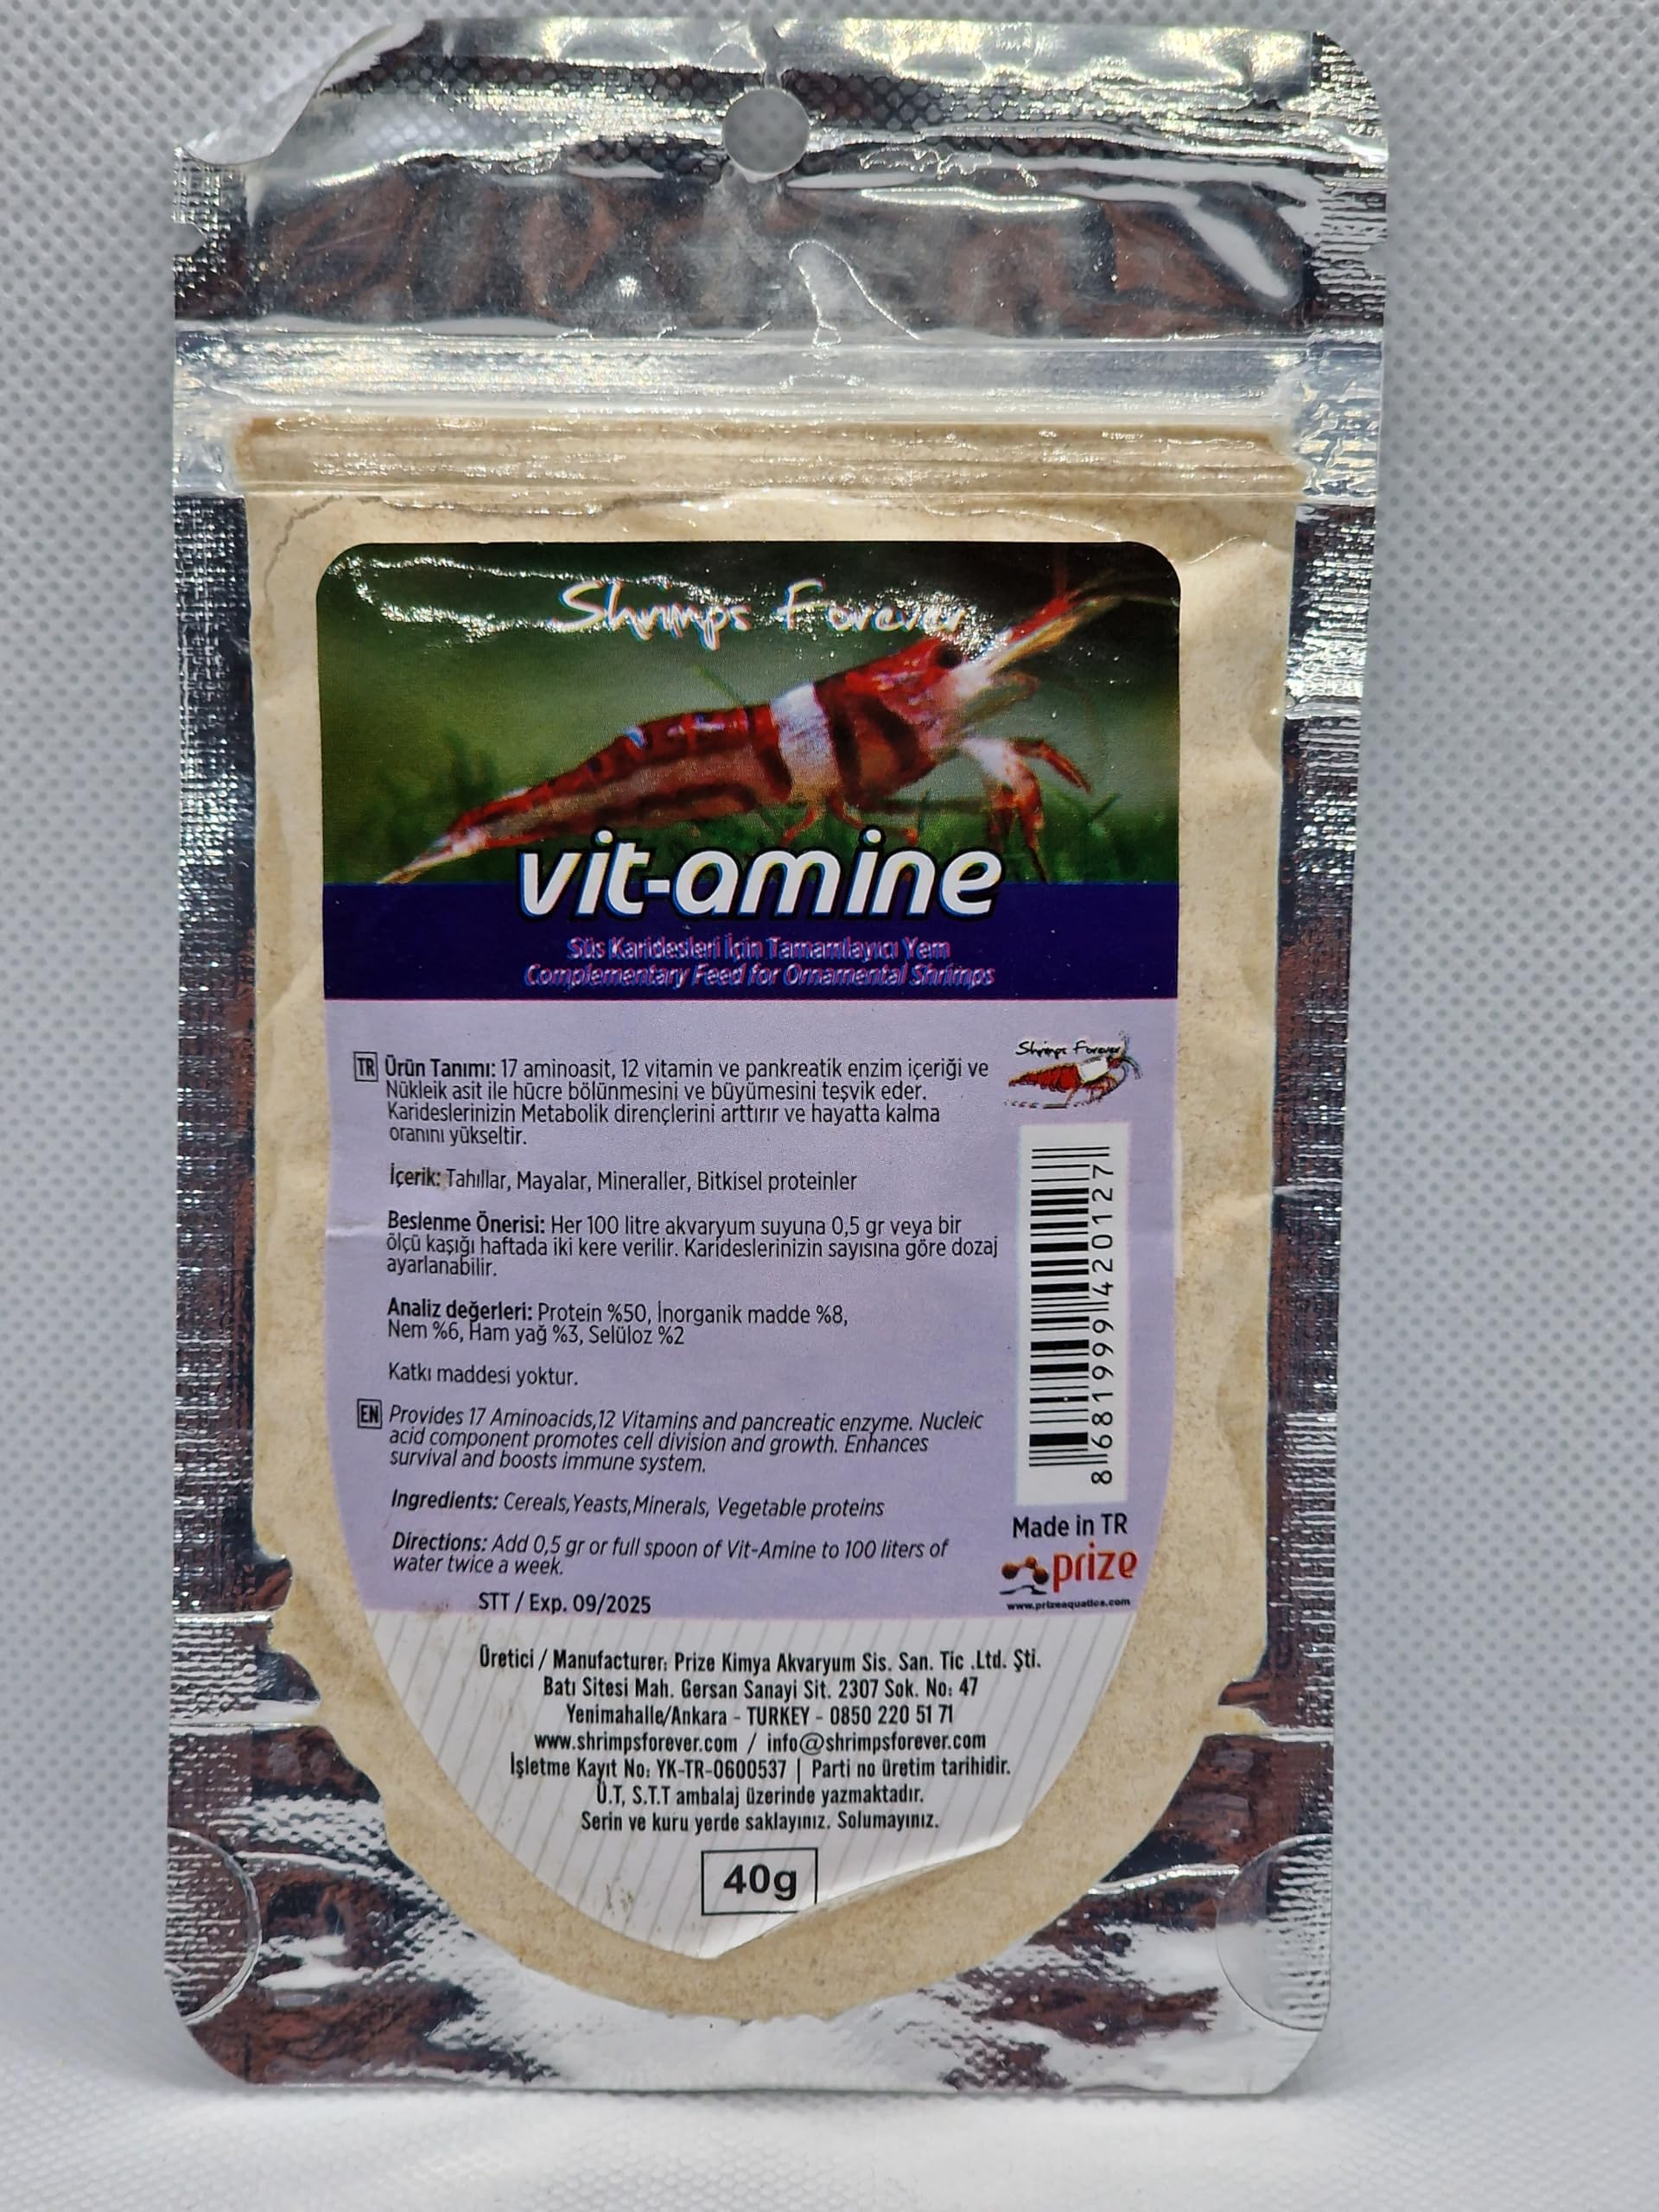 Shrimps Forever
vit-amine
Süs Karidesleri İçin Tamamlayıcı Yem
Complementary Feed for Ornamental Shrimps
TR Ürün Tanımı: 17 aminoasit, 12 vitamin ve pankreatik enzim içeriği ve
Nükleik asit ile hücre bölünmesini ve büyümesini teşvik eder.
Karideslerinizin Metabolik dirençlerini arttırır ve hayatta kalma
oranını yükseltir.
İçerik: Tahıllar, Mayalar, Mineraller, Bitkisel proteinler
Beslenme Önerisi: Her 100 litre akvaryum suyuna 0,5 gr veya bir
ölçü kaşığı haftada iki kere verilir. Karideslerinizin sayısına göre dozaj
ayarlanabilir.
Analiz değerleri: Protein %50, İnorganik madde %8,
Nem %6, Ham yağ %3, Selüloz %2
Katkı maddesi yoktur.
EN Provides 17 Aminoacids,12 Vitamins and pancreatic enzyme. Nucleic
acid component promotes cell division and growth. Enhances
survival and boosts immune system.
Ingredients: Cereals,Yeasts,Minerals, Vegetable proteins
Directions: Add 0,5 gr or full spoon of Vit-Amine to 100 liters of
water twice a week.
STT / Exp. 09/2025
Shrimps Forever
8 681999 420127
Made in TR
prize
www.prizeaquatics.com
Üretici / Manufacturer: Prize Kimya Akvaryum Sis. San. Tic .Ltd. Şti.
Batı Sitesi Mah. Gersan Sanayi Sit. 2307 Sok. No: 47
Yenimahalle/Ankara - TURKEY - 0850 220 51 71
www.shrimpsforever.com / info@shrimpsforever.com
İşletme Kayıt No: YK-TR-0600537 | Parti no üretim tarihidir.
Ü.T, S.T.T ambalaj üzerinde yazmaktadır.
Serin ve kuru yerde saklayınız. Solumayınız.
40g